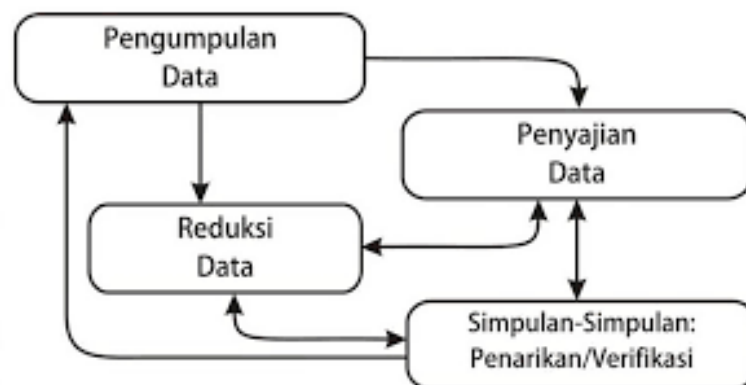 Pengumpulan
Data
Penyajian
Data
Reduksi
Data
Simpulan-Simpulan:
Penarikan/Verifikasi